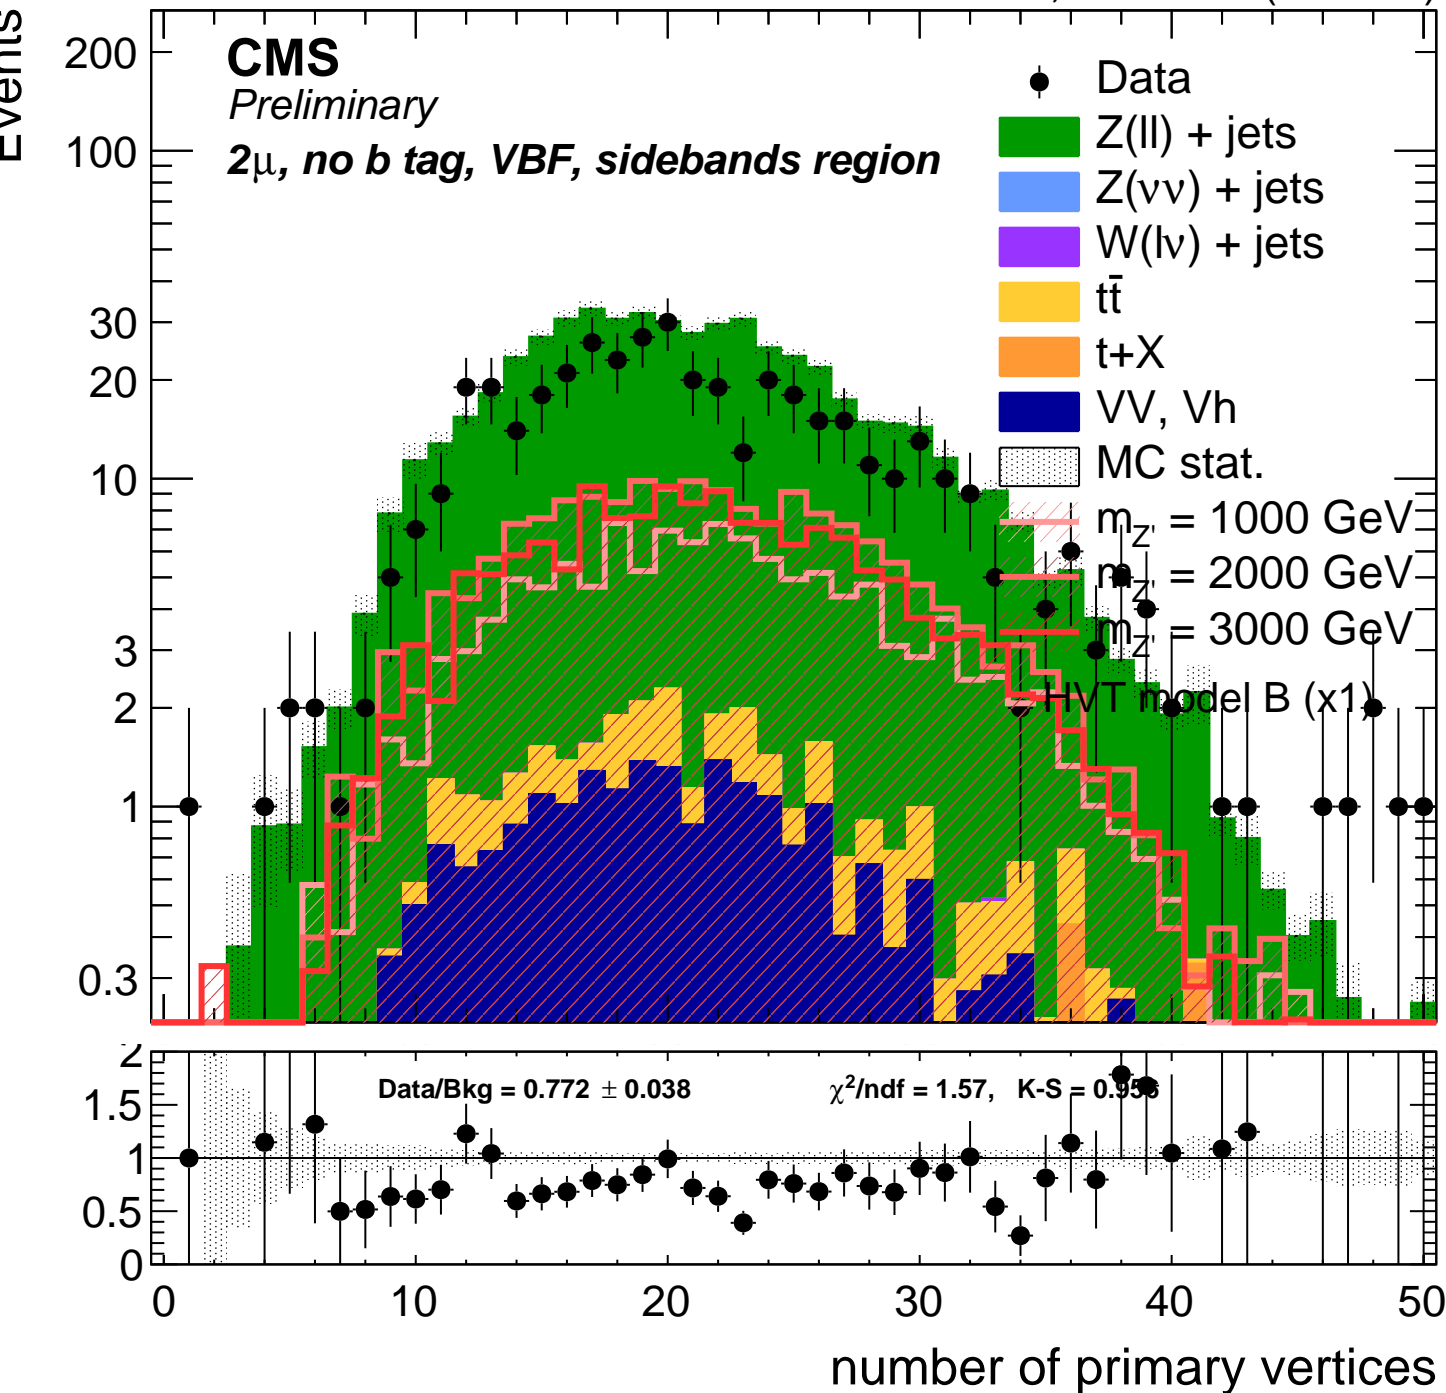 Events
200
100
30
20
10
3
2
1
0.3
CMS
Preliminary
2μ, no b tag, VBF, sidebands region
Data
Z(ll) + jets
Z(νν) + jets
W(lν) + jets
tt̄
t+X
VV, Vh
MC stat.
m_Z' = 1000 GeV
m_Z' = 2000 GeV
m_Z' = 3000 GeV
HVT model B (x1)
2
1.5
1
0.5
0
Data/Bkg = 0.772 ± 0.038
χ²/ndf = 1.57, K-S = 0.956
0 10 20 30 40 50
number of primary vertices